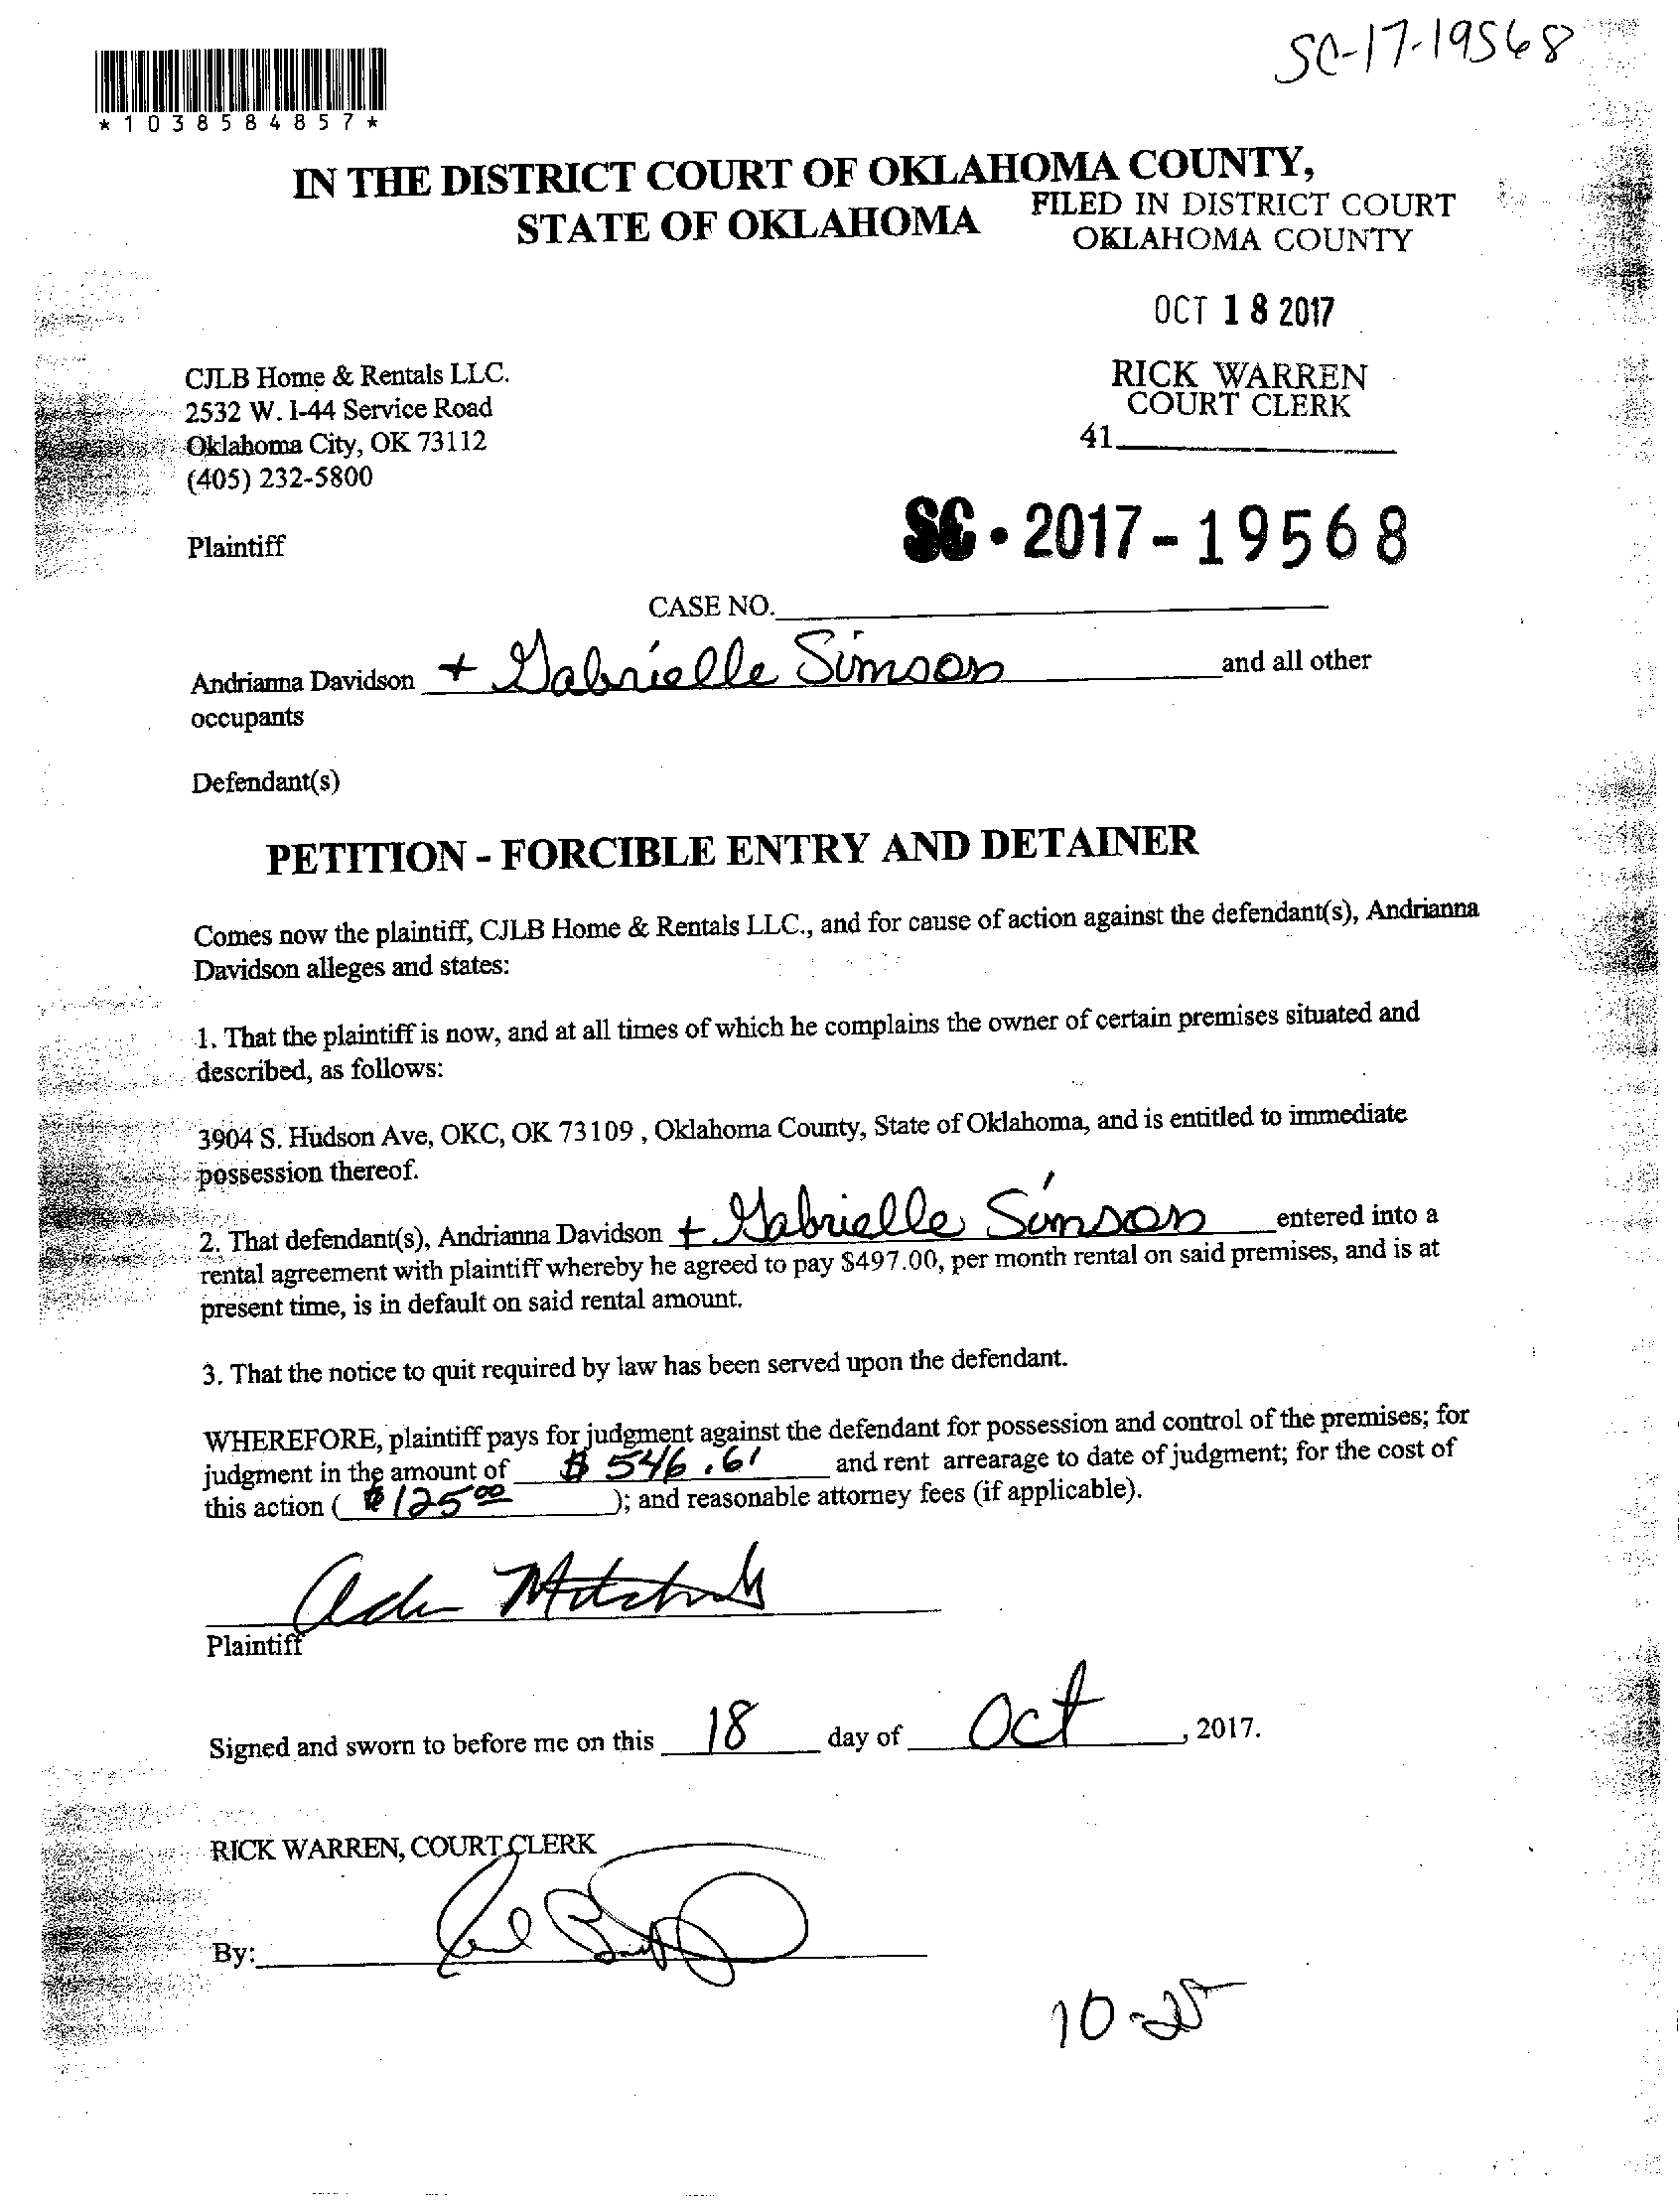 SC-17-19568
*1038584857*
IN THE DISTRICT COURT OF OKLAHOMA COUNTY,
STATE OF OKLAHOMA
FILED IN DISTRICT COURT
OKLAHOMA COUNTY
OCT 18 2017
RICK WARREN
COURT CLERK
41
CJLB Home & Rentals LLC.
2532 W. I-44 Service Road
Oklahoma City, OK 73112
(405) 232-5800
Plaintiff
SC-2017-19568
CASE NO.
Andrianna Davidson + Gabrielle Simson and all other
occupants
Defendant(s)
PETITION - FORCIBLE ENTRY AND DETAINER
Comes now the plaintiff, CJLB Home & Rentals LLC., and for cause of action against the defendant(s), Andrianna
Davidson alleges and states:
1. That the plaintiff is now, and at all times of which he complains the owner of certain premises situated and
described, as follows:
3904 S. Hudson Ave, OKC, OK 73109 , Oklahoma County, State of Oklahoma, and is entitled to immediate
possession thereof.
2. That defendant(s), Andrianna Davidson + Gabrielle Simson entered into a
rental agreement with plaintiff whereby he agreed to pay $497.00, per month rental on said premises, and is at
present time, is in default on said rental amount.
3. That the notice to quit required by law has been served upon the defendant.
WHEREFORE, plaintiff pays for judgment against the defendant for possession and control of the premises; for
judgment in the amount of $ 546.61 and rent arrearage to date of judgment; for the cost of
this action ( $125 00 ); and reasonable attorney fees (if applicable).
Plaintiff
Signed and sworn to before me on this 18 day of Oct , 2017.
RICK WARREN, COURT CLERK
By:
10-25